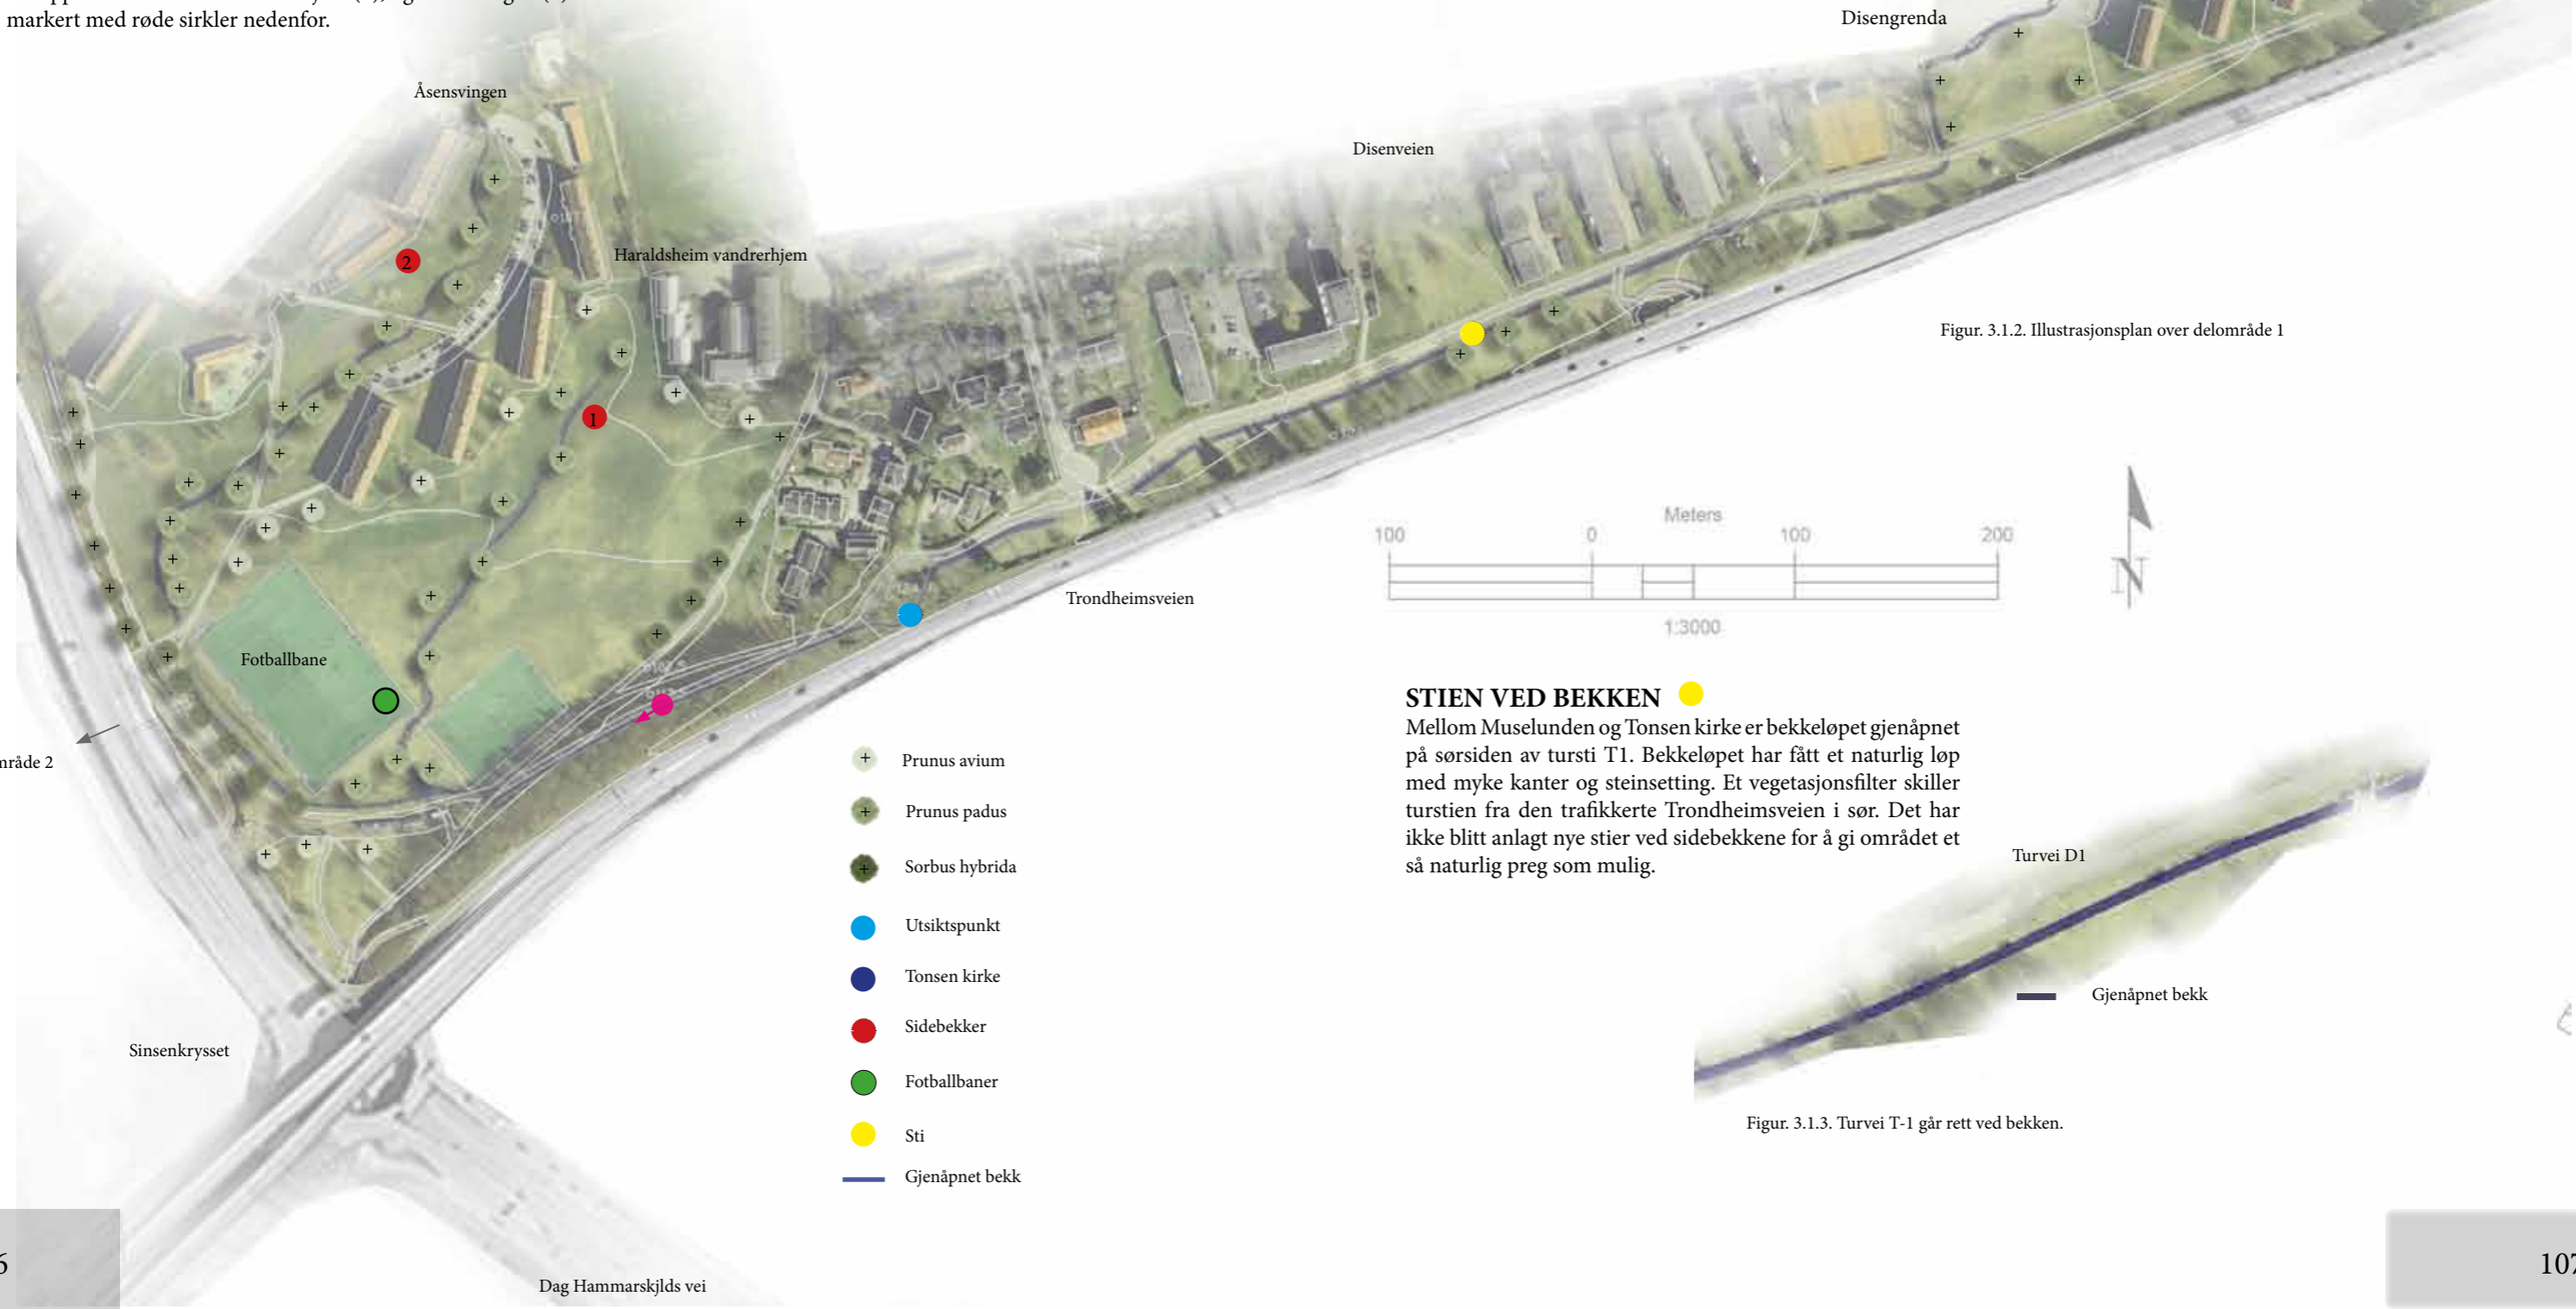 markert med røde sirkler nedenfor.
Disengrenda
Åsensvingen
Disenveien
2
Haraldsheim vandrerhjem
Figur. 3.1.2. Illustrasjonsplan over delområde 1
1
Meters
100 0 100 200
1:3000
N
Trondheimsveien
Fotballbane
STIEN VED BEKKEN
Mellom Muselunden og Tonsen kirke er bekkeløpet gjenåpnet
på sørsiden av tursti T1. Bekkeløpet har fått et naturlig løp
med myke kanter og steinsetting. Et vegetasjonsfilter skiller
turstien fra den trafikkerte Trondheimsveien i sør. Det har
ikke blitt anlagt nye stier ved sidebekkene for å gi området et
så naturlig preg som mulig.
mråde 2
Prunus avium
Prunus padus
Sorbus hybrida
Utsiktspunkt
Tonsen kirke
Sidebekker
Fotballbaner
Sti
Gjenåpnet bekk
Turvei D1
Gjenåpnet bekk
Figur. 3.1.3. Turvei T-1 går rett ved bekken.
Sinsenkrysset
Dag Hammarskjlds vei
6
107